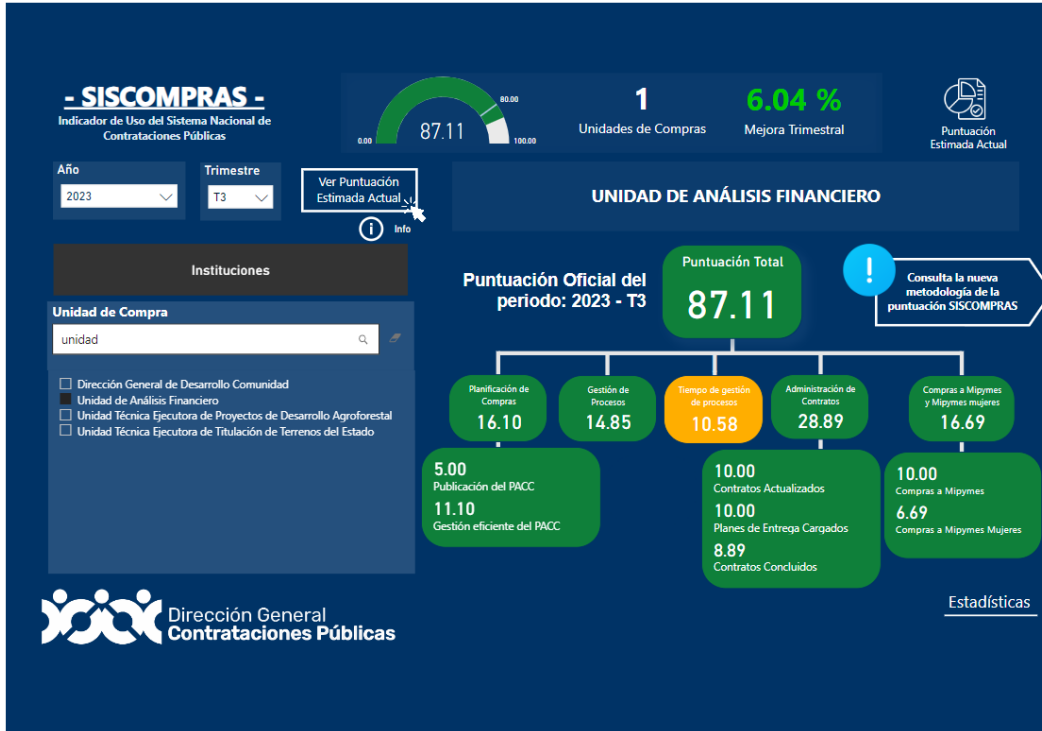 - SISCOMPRAS -
Indicador de Uso del Sistema Nacional de
Contrataciones Públicas
0.00
87.11
80.00
100.00
1
Unidades de Compras
6.04 %
Mejora Trimestral
Puntuación
Estimada Actual
Año
2023
Trimestre
T3
Ver Puntuación
Estimada Actual
i
Info
UNIDAD DE ANÁLISIS FINANCIERO
Instituciones
Unidad de Compra
unidad
Dirección General de Desarrollo Comunidad
Unidad de Análisis Financiero
Unidad Técnica Ejecutora de Proyectos de Desarrollo Agroforestal
Unidad Técnica Ejecutora de Titulación de Terrenos del Estado
Puntuación Oficial del
periodo: 2023 - T3
Puntuación Total
87.11
!
Consulta la nueva
metodología de la
puntuación SISCOMPRAS
Planificación de
Compras
16.10
Gestión de
Procesos
14.85
Tiempo de gestión
de procesos
10.58
Administración de
Contratos
28.89
Compras a Mipymes
y Mipymes mujeres
16.69
5.00
Publicación del PACC
11.10
Gestión eficiente del PACC
10.00
Contratos Actualizados
10.00
Planes de Entrega Cargados
8.89
Contratos Concluidos
10.00
Compras a Mipymes
6.69
Compras a Mipymes Mujeres
Dirección General
Contrataciones Públicas
Estadísticas